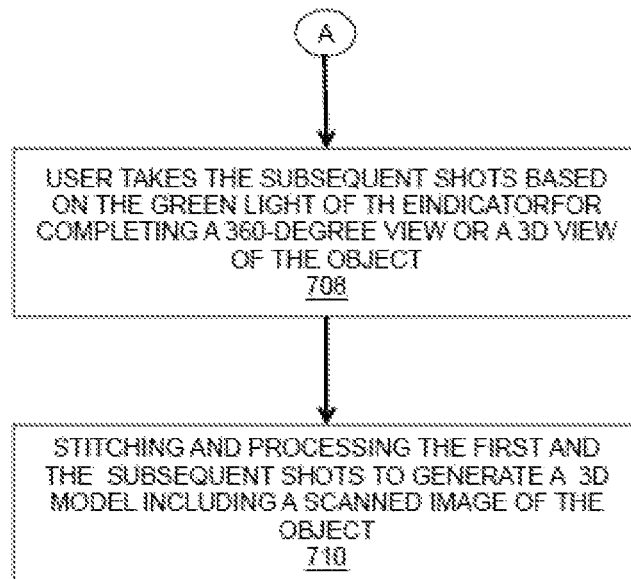 A
USER TAKES THE SUBSEQUENT SHOTS BASED
ON THE GREEN LIGHT OF TH EINDICATORFOR
COMPLETING A 360-DEGREE VIEW OR A 3D VIEW
OF THE OBJECT
708
STITCHING AND PROCESSING THE FIRST AND
THE SUBSEQUENT SHOTS TO GENERATE A 3D
MODEL INCLUDING A SCANNED IMAGE OF THE
OBJECT
710